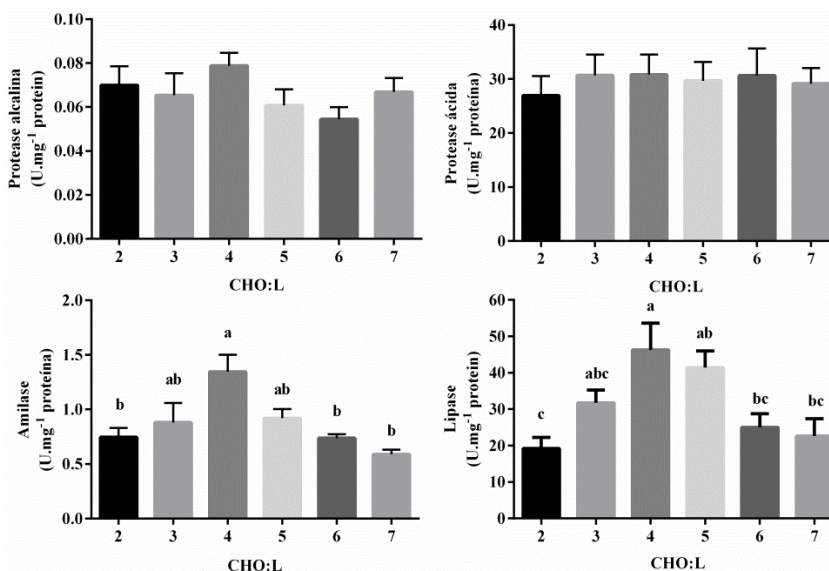 Protease alcalina
(U.mg⁻¹ protein)
0.10
0.08
0.06
0.04
0.02
0.00
2 3 4 5 6 7
CHO:L
Protease ácida
(U.mg⁻¹ proteína)
40
30
20
10
0
2 3 4 5 6 7
CHO:L
Amilase
(U.mg⁻¹ proteína)
2.0
1.5
1.0
0.5
0.0
b ab a ab b b
2 3 4 5 6 7
CHO:L
Lipase
(U.mg⁻¹ protein)
60
50
40
30
20
10
0
c abc a ab bc bc
2 3 4 5 6 7
CHO:L